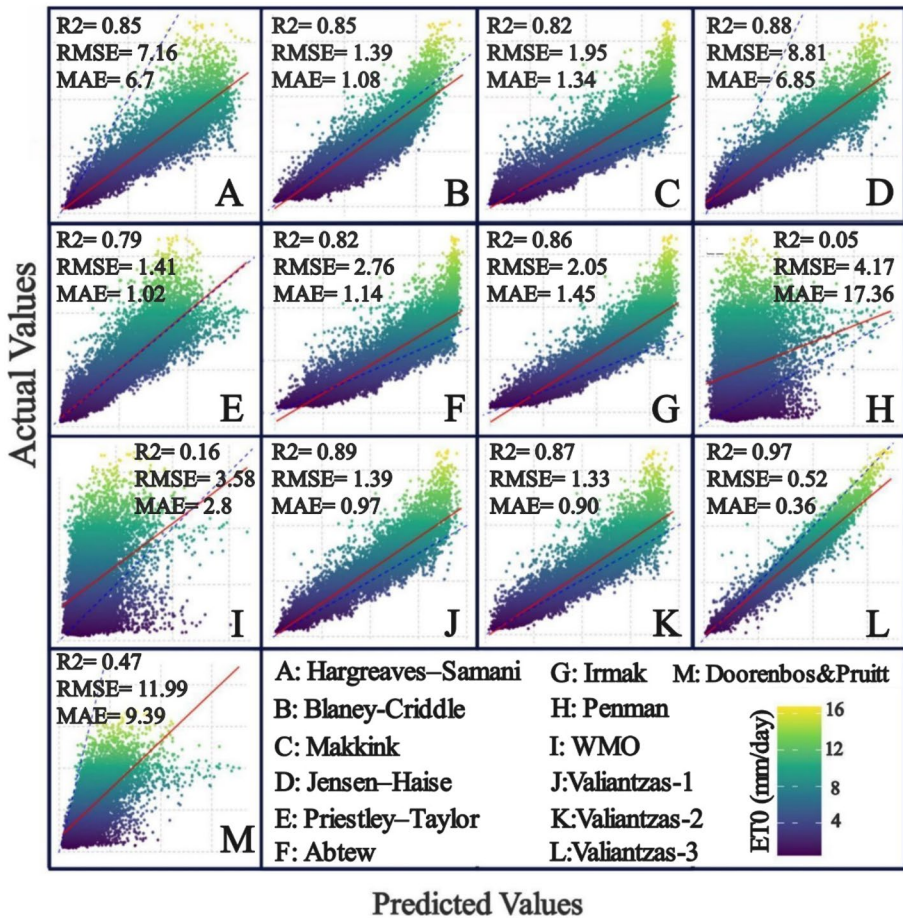 R2= 0.85
RMSE= 7.16
MAE= 6.7
A
R2= 0.85
RMSE= 1.39
MAE= 1.08
B
R2= 0.82
RMSE= 1.95
MAE= 1.34
C
R2= 0.88
RMSE= 8.81
MAE= 6.85
D
R2= 0.79
RMSE= 1.41
MAE= 1.02
E
R2= 0.82
RMSE= 2.76
MAE= 1.14
F
R2= 0.86
RMSE= 2.05
MAE= 1.45
G
R2= 0.05
RMSE= 4.17
MAE= 17.36
H
R2= 0.16
RMSE= 3.58
MAE= 2.8
I
R2= 0.89
RMSE= 1.39
MAE= 0.97
J
R2= 0.87
RMSE= 1.33
MAE= 0.90
K
R2= 0.97
RMSE= 0.52
MAE= 0.36
L
R2= 0.47
RMSE= 11.99
MAE= 9.39
M
A: Hargreaves–Samani
B: Blaney-Criddle
C: Makkink
D: Jensen–Haise
E: Priestley–Taylor
F: Abtew
G: Irmak
H: Penman
I: WMO
J:Valiantzas-1
K:Valiantzas-2
L:Valiantzas-3
M: Doorenbos&Pruitt
ET0 (mm/day)
16
12
8
4
Actual Values
Predicted Values